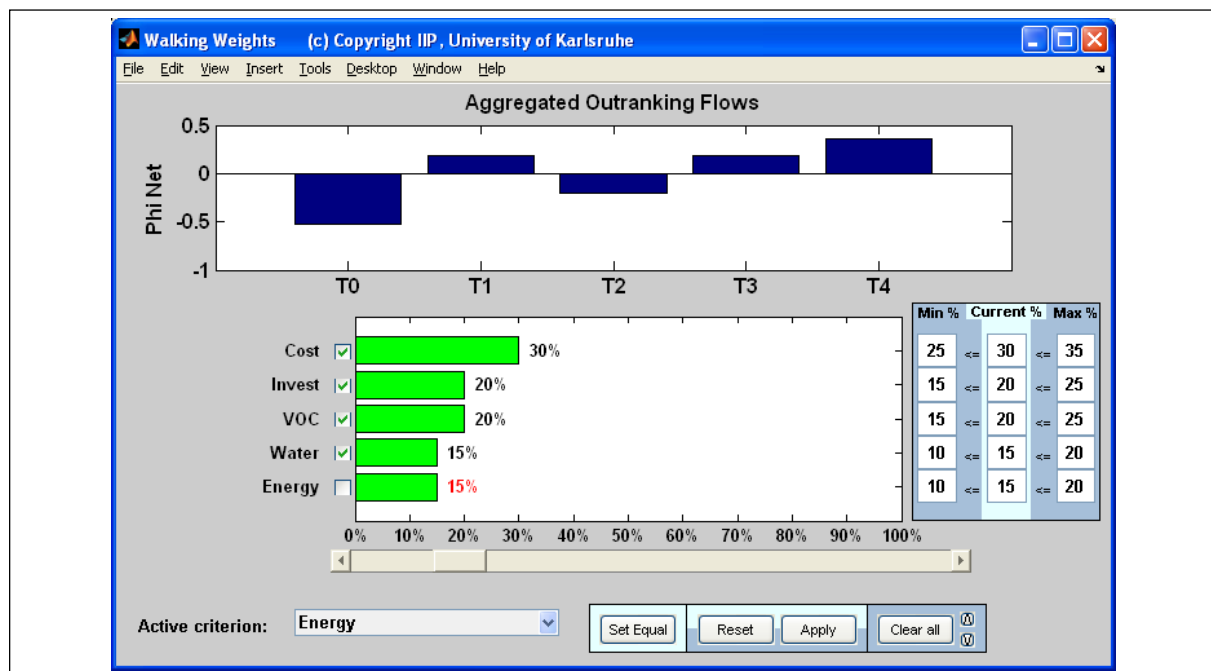 Walking Weights (c) Copyright IIP, University of Karlsruhe
File Edit View Insert Tools Desktop Window Help
Aggregated Outranking Flows
Phi Net
0.5
0
-0.5
-1
T0 T1 T2 T3 T4
Min % Current % Max %
Cost 30% 25 <= 30 <= 35
Invest 20% 15 <= 20 <= 25
VOC 20% 15 <= 20 <= 25
Water 15% 10 <= 15 <= 20
Energy 15% 10 <= 15 <= 20
0% 10% 20% 30% 40% 50% 60% 70% 80% 90% 100%
Active criterion: Energy Set Equal Reset Apply Clear all